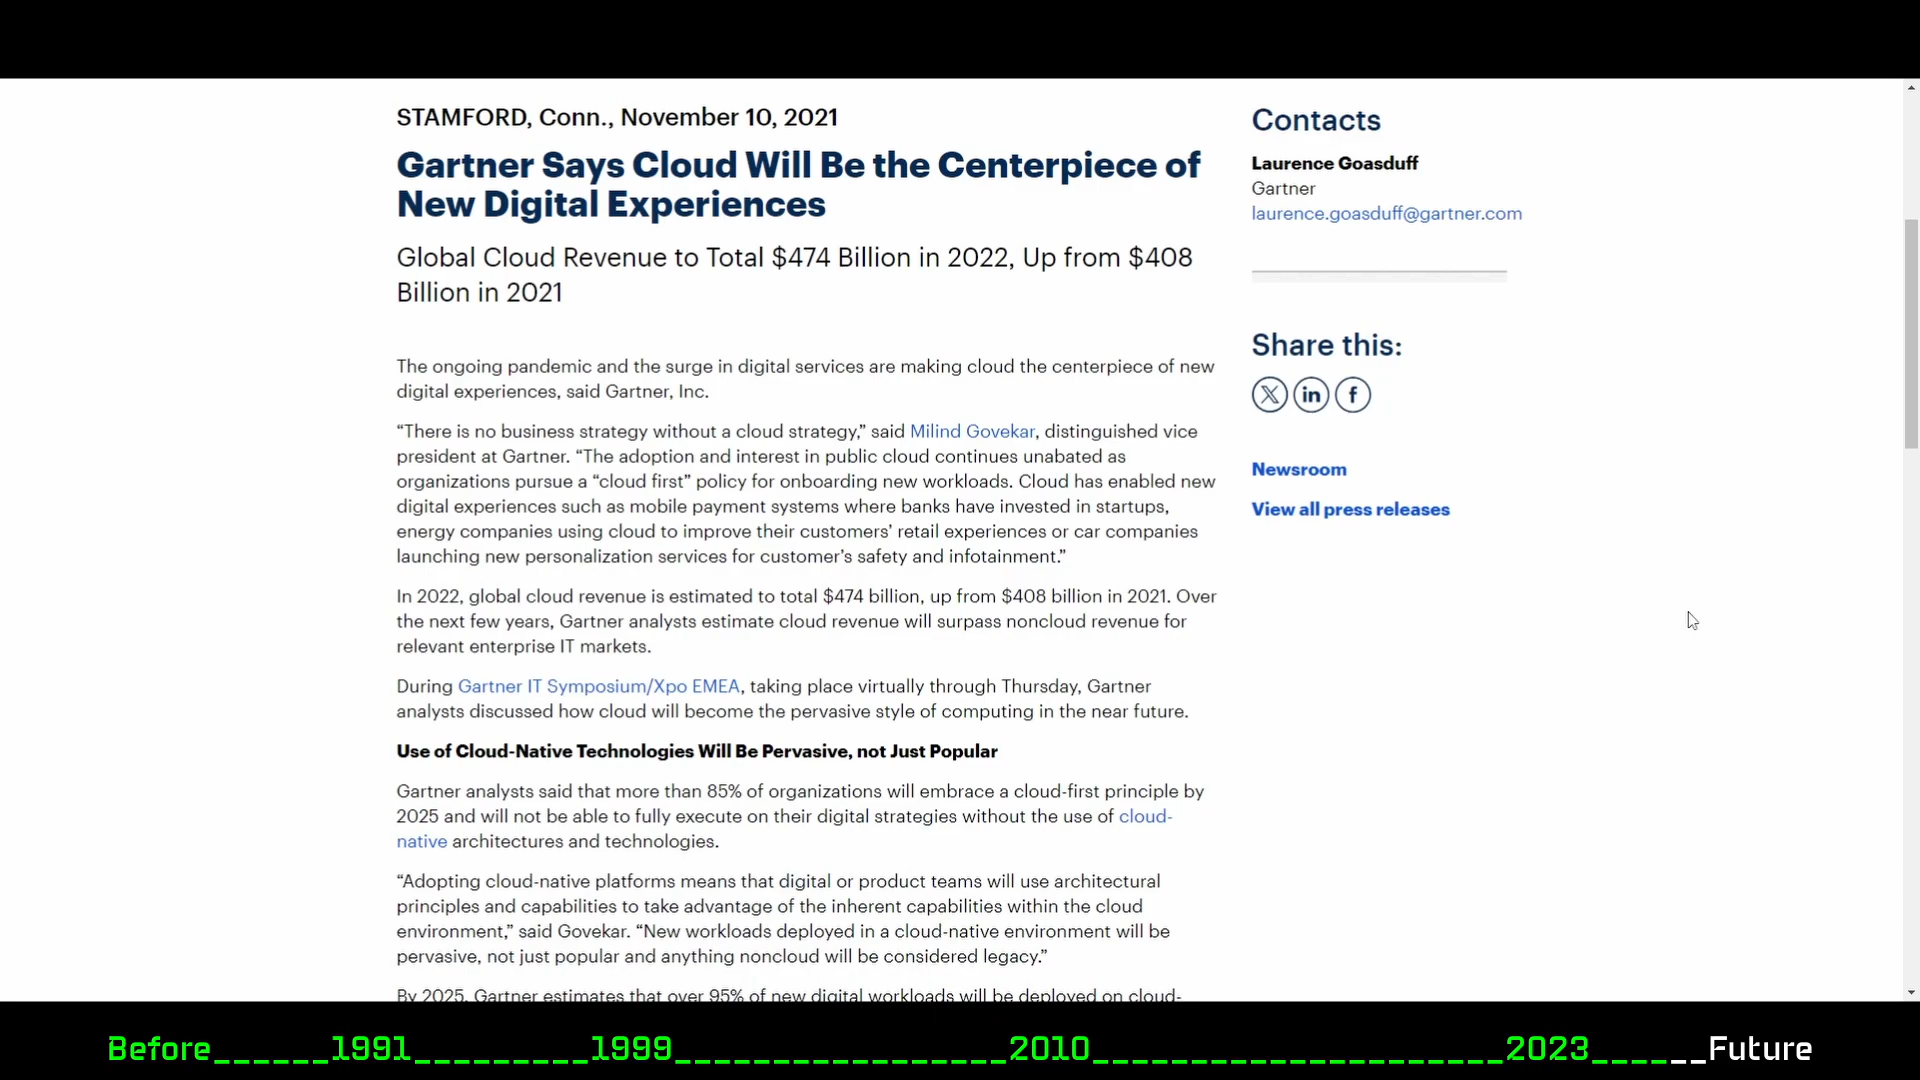 STAMFORD, Conn., November 10, 2021
Gartner Says Cloud Will Be the Centerpiece of
New Digital Experiences
Global Cloud Revenue to Total $474 Billion in 2022, Up from $408
Billion in 2021
The ongoing pandemic and the surge in digital services are making cloud the centerpiece of new
digital experiences, said Gartner, Inc.
“There is no business strategy without a cloud strategy,” said Milind Govekar, distinguished vice
president at Gartner. “The adoption and interest in public cloud continues unabated as
organizations pursue a “cloud first” policy for onboarding new workloads. Cloud has enabled new
digital experiences such as mobile payment systems where banks have invested in startups,
energy companies using cloud to improve their customers’ retail experiences or car companies
launching new personalization services for customer’s safety and infotainment.”
In 2022, global cloud revenue is estimated to total $474 billion, up from $408 billion in 2021. Over
the next few years, Gartner analysts estimate cloud revenue will surpass noncloud revenue for
relevant enterprise IT markets.
During Gartner IT Symposium/Xpo EMEA, taking place virtually through Thursday, Gartner
analysts discussed how cloud will become the pervasive style of computing in the near future.
Use of Cloud-Native Technologies Will Be Pervasive, not Just Popular
Gartner analysts said that more than 85% of organizations will embrace a cloud-first principle by
2025 and will not be able to fully execute on their digital strategies without the use of cloud-
native architectures and technologies.
“Adopting cloud-native platforms means that digital or product teams will use architectural
principles and capabilities to take advantage of the inherent capabilities within the cloud
environment,” said Govekar. “New workloads deployed in a cloud-native environment will be
pervasive, not just popular and anything noncloud will be considered legacy.”
By 2025, Gartner estimates that over 95% of new digital workloads will be deployed on cloud-
Contacts
Laurence Goasduff
Gartner
laurence.goasduff@gartner.com
Share this:
Newsroom
View all press releases
Before______1991_________1999_________________2010_____________________2023______Future